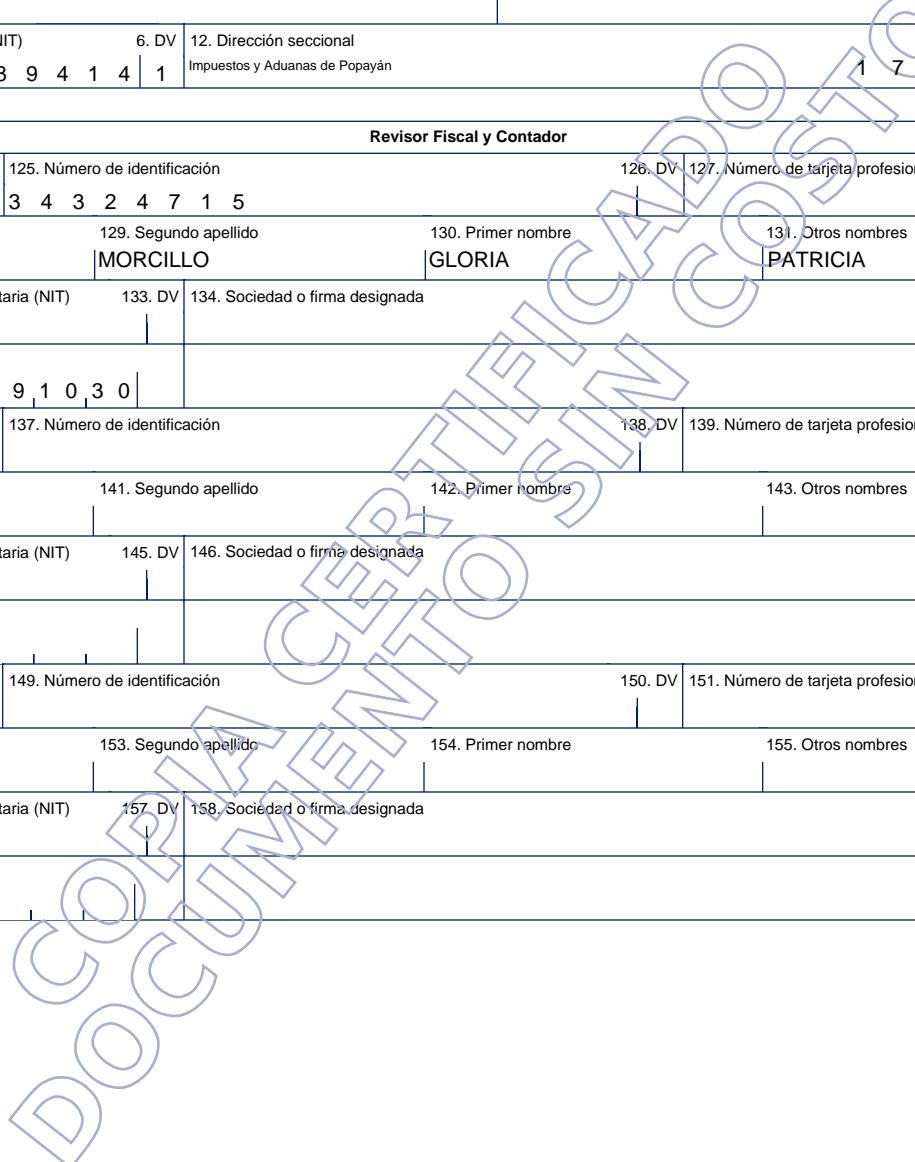 NIT) 6. DV 12. Dirección seccional
3 9 4 1 4 1 Impuestos y Aduanas de Popayán 1 7
Revisor Fiscal y Contador
125. Número de identificación 126. DV 127. Número de tarjeta profesion
3 4 3 2 4 7 1 5
129. Segundo apellido 130. Primer nombre 131. Otros nombres
MORCILLO GLORIA PATRICIA
taria (NIT) 133. DV 134. Sociedad o firma designada
9 1 0 3 0
137. Número de identificación 138. DV 139. Número de tarjeta profesion
141. Segundo apellido 142. Primer nombre 143. Otros nombres
taria (NIT) 145. DV 146. Sociedad o firma designada
149. Número de identificación 150. DV 151. Número de tarjeta profesion
153. Segundo apellido 154. Primer nombre 155. Otros nombres
taria (NIT) 157. DV 158. Sociedad o firma designada
COPIA CERTIFICADO
DOCUMENTO SIN COSTO